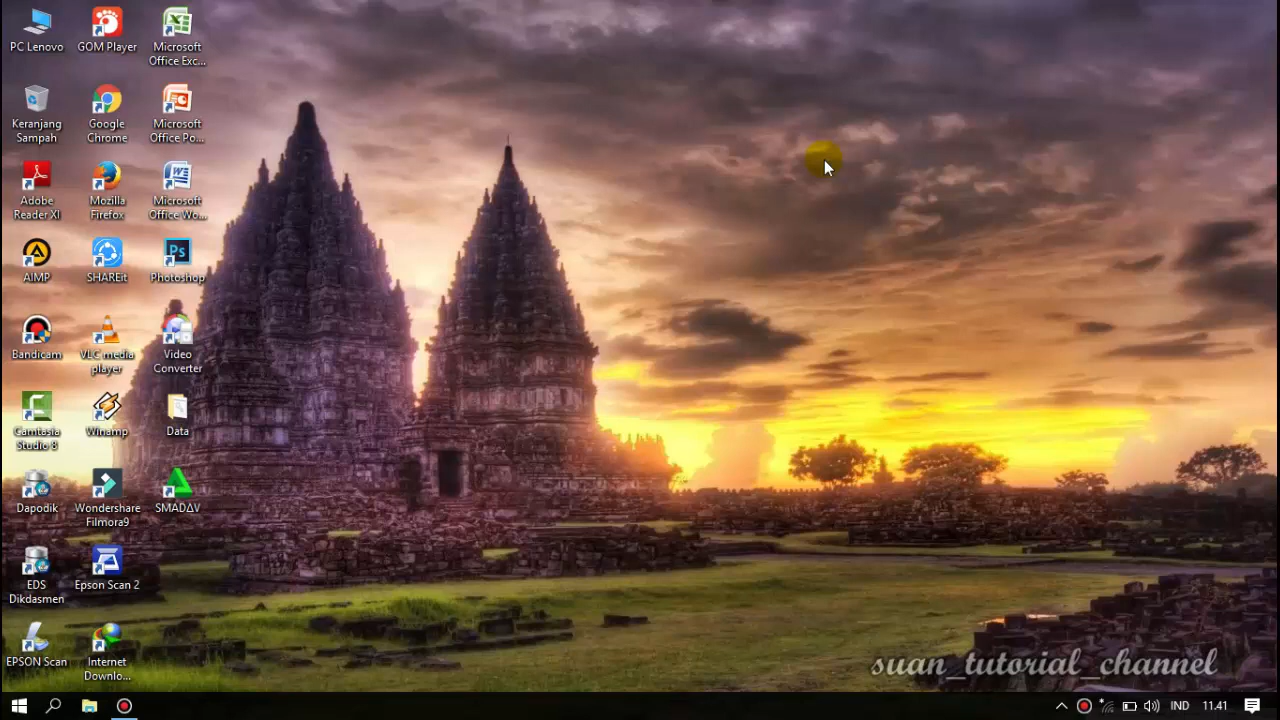 PC Lenovo
GOM Player
Microsoft
Office Exc...
Keranjang
Sampah
Google
Chrome
Microsoft
Office Po...
Adobe
Reader XI
Mozilla
Firefox
Microsoft
Office Wo...
AIMP
SHAREit
Ps
Photoshop
Bandicam
VLC media
player
Video
Converter
Camtasia
Studio 8
Winamp
Data
Dapodik
Wondershare
Filmora9
SMADΔV
EDS
Dikdasmen
Epson Scan 2
EPSON Scan
Internet
Downlo...
suan_tutorial_channel
IND
11.41